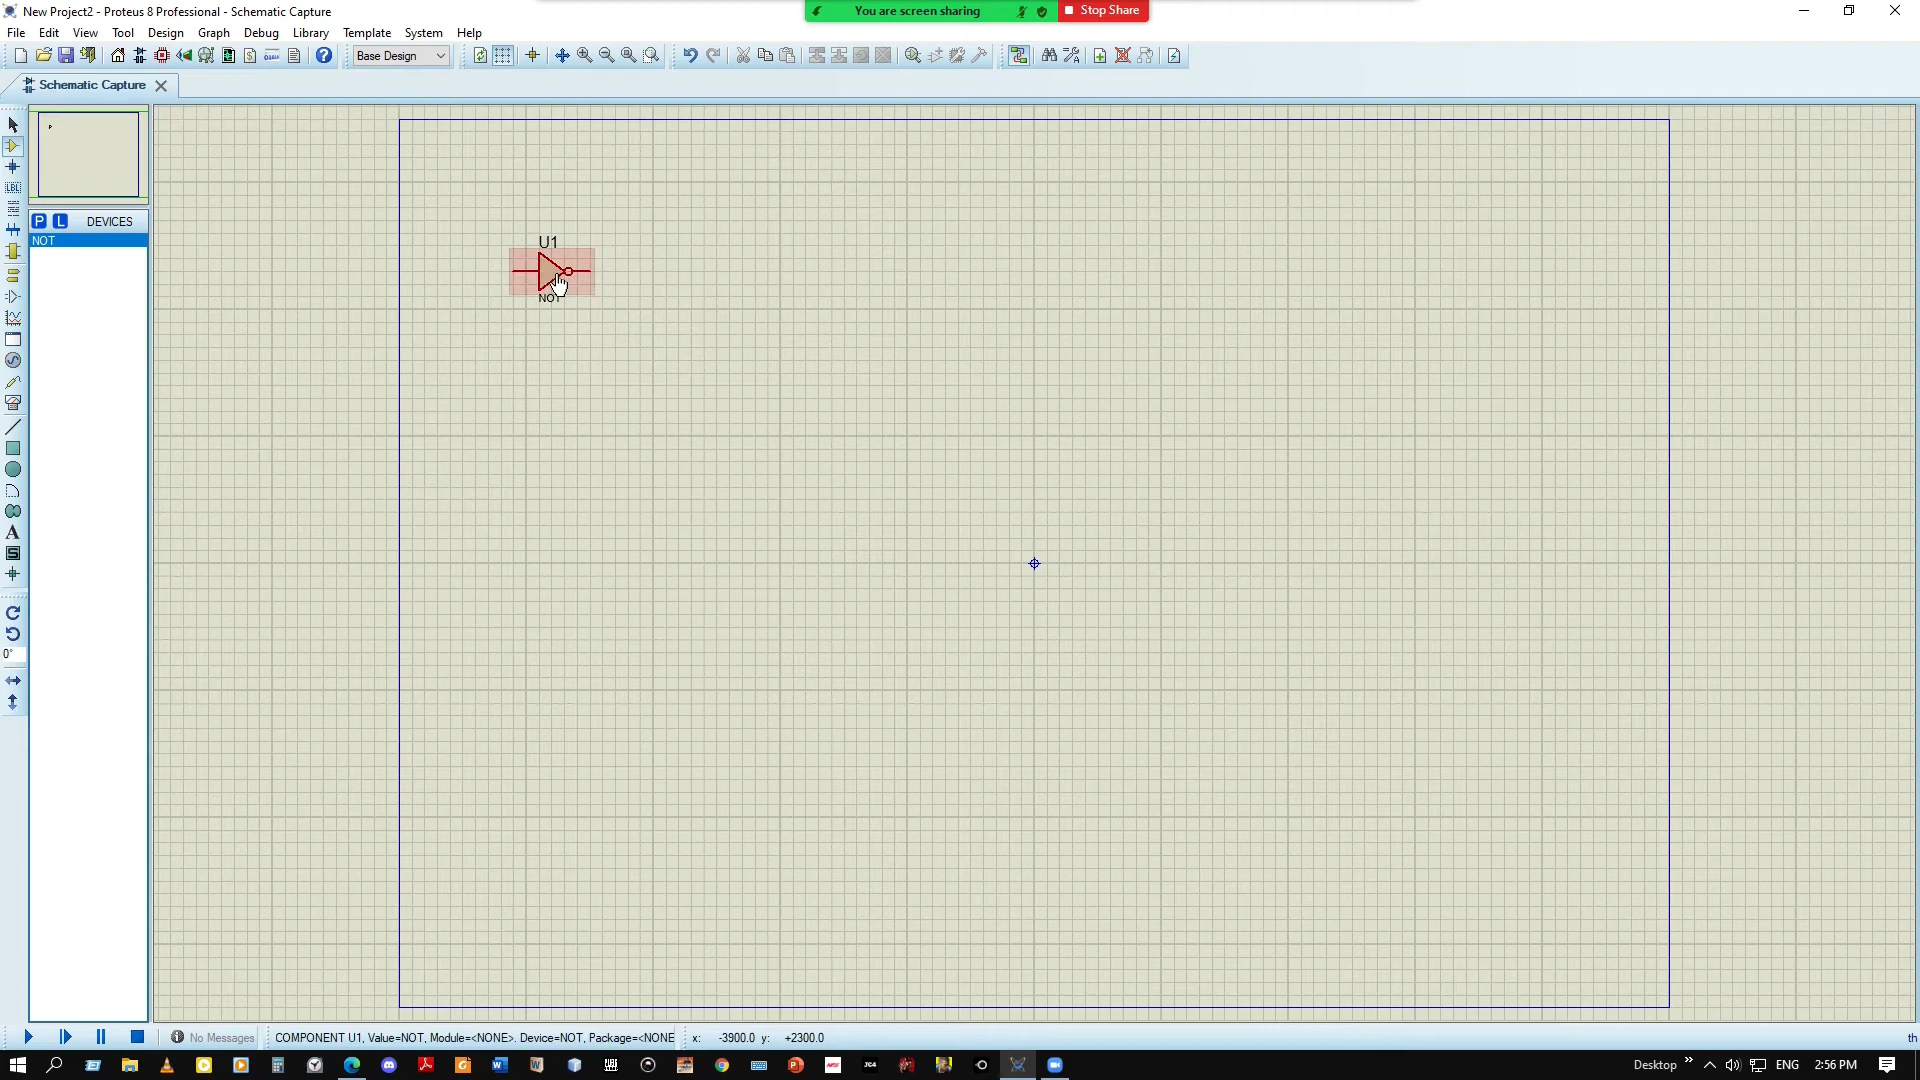 New Project2 - Proteus 8 Professional - Schematic Capture
You are screen sharing
Stop Share
File Edit View Tool Design Graph Debug Library Template System Help
Base Design
Schematic Capture
LBL
P L DEVICES
NOT
U1
NOT
A
S
0°
No Messages
COMPONENT U1, Value=NOT, Module=<NONE>. Device=NOT, Package=<NONE
x: -3900.0 y: +2300.0
th
Desktop
ENG
2:56 PM